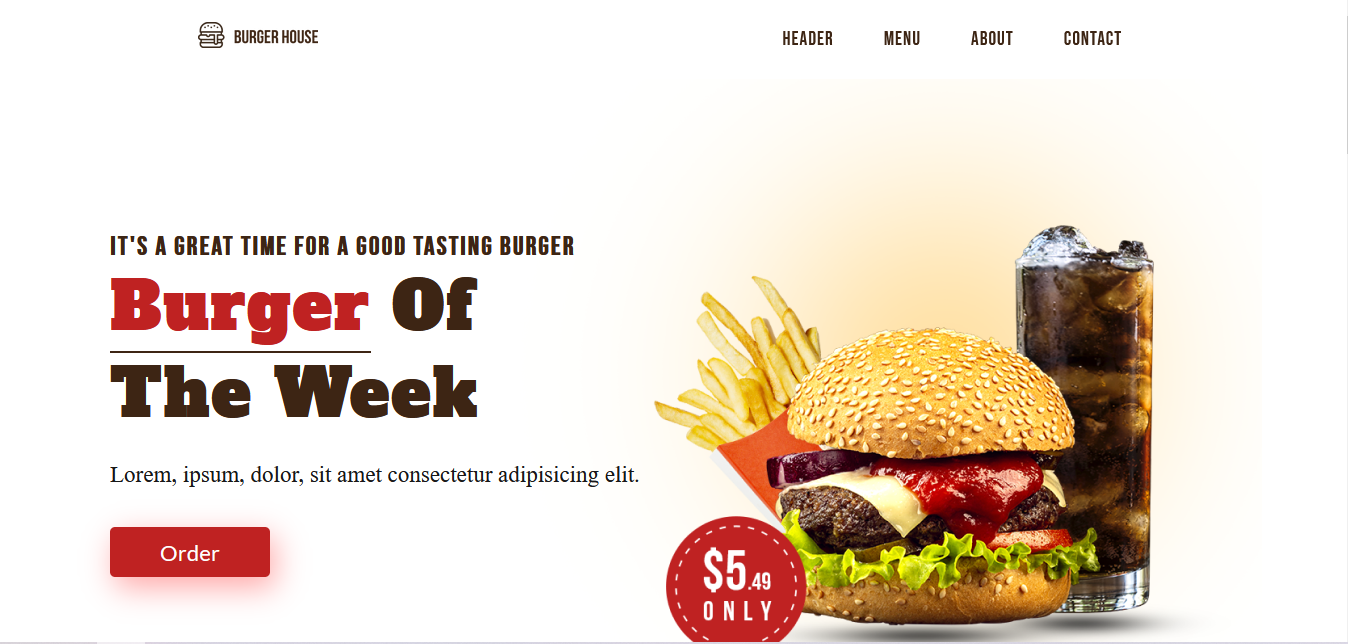 BURGER HOUSE
HEADER MENU ABOUT CONTACT
IT'S A GREAT TIME FOR A GOOD TASTING BURGER
Burger Of
The Week
Lorem, ipsum, dolor, sit amet consectetur adipisicing elit.
Order
$5.49
ONLY